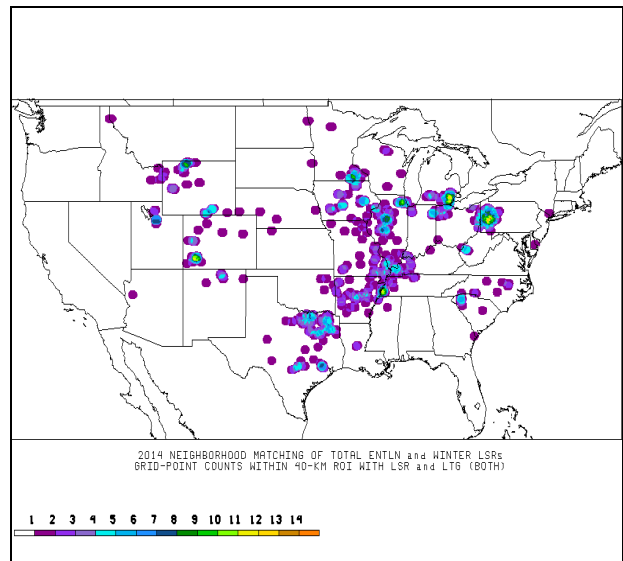 2014 NEIGHBORHOOD MATCHING OF TOTAL ENTLN and WINTER LSRs
GRID-POINT COUNTS WITHIN 40-KM ROI WITH LSR and LTG (BOTH)
1 2 3 4 5 6 7 8 9 10 11 12 13 14